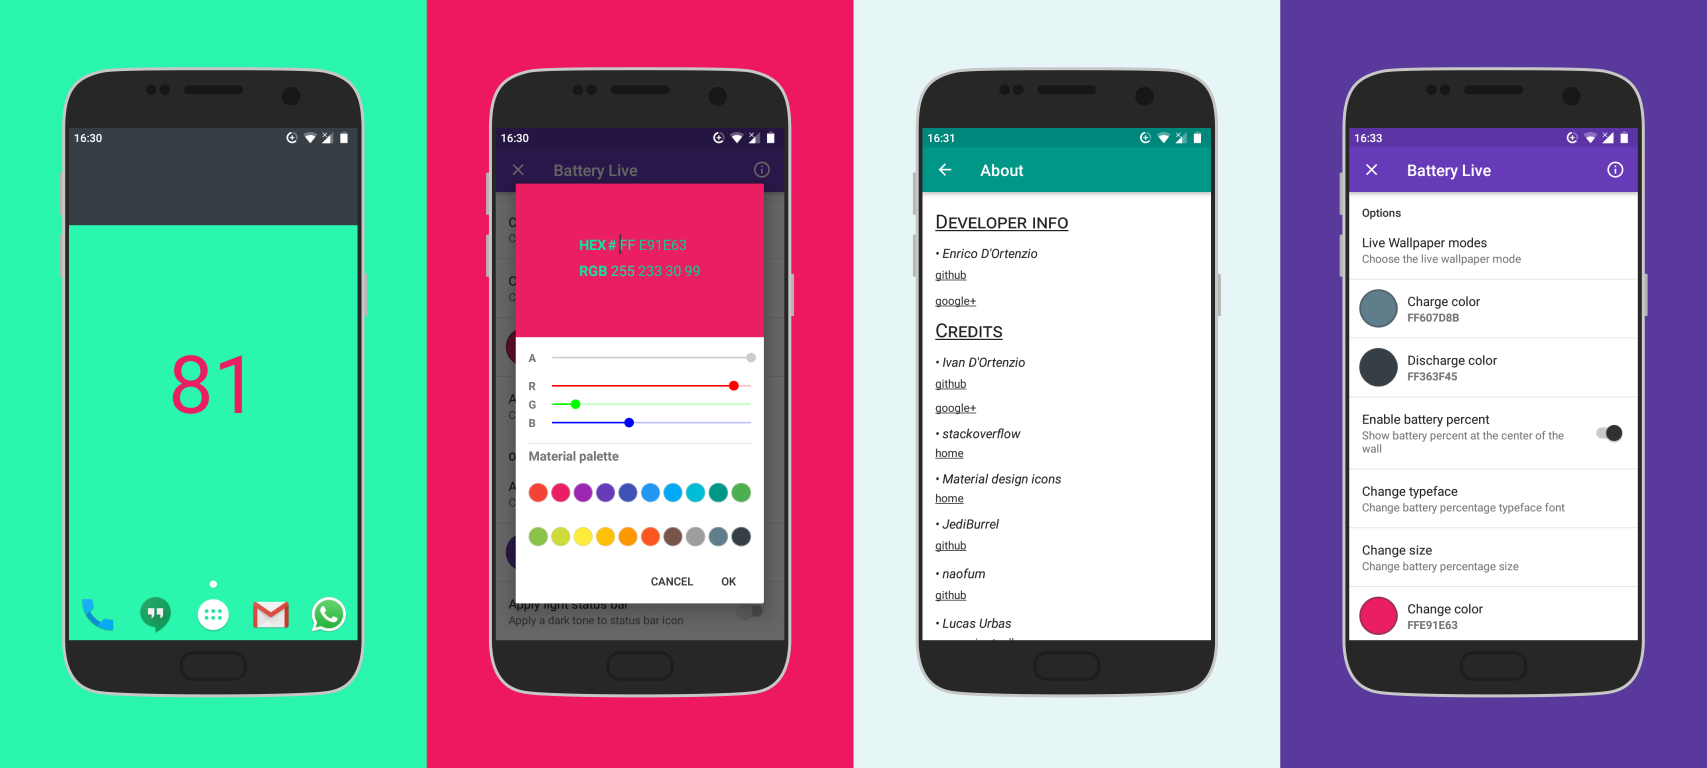 16:30
81
16:30
Battery Live
HEX # FF E91E63
RGB 255 233 30 99
A
R
G
B
Material palette
CANCEL
OK
Apply light status bar
Apply a dark tone to status bar icon
16:31
About
DEVELOPER INFO
• Enrico D'Ortenzio
github
google+
CREDITS
• Ivan D'Ortenzio
github
google+
• stackoverflow
home
• Material design icons
home
• JediBurrel
github
• naofum
github
• Lucas Urbas
16:33
Battery Live
Options
Live Wallpaper modes
Choose the live wallpaper mode
Charge color
FF607D8B
Discharge color
FF363F45
Enable battery percent
Show battery percent at the center of the
wall
Change typeface
Change battery percentage typeface font
Change size
Change battery percentage size
Change color
FFE91E63